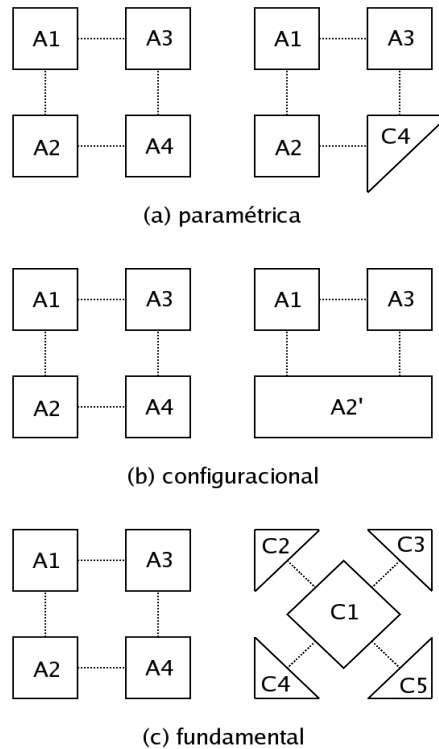 A1 A3 A1 A3
A2 A4 A2 C4
(a) paramétrica
A1 A3 A1 A3
A2 A4 A2'
(b) configuracional
A1 A3 C2 C3
C1
A2 A4 C4 C5
(c) fundamental